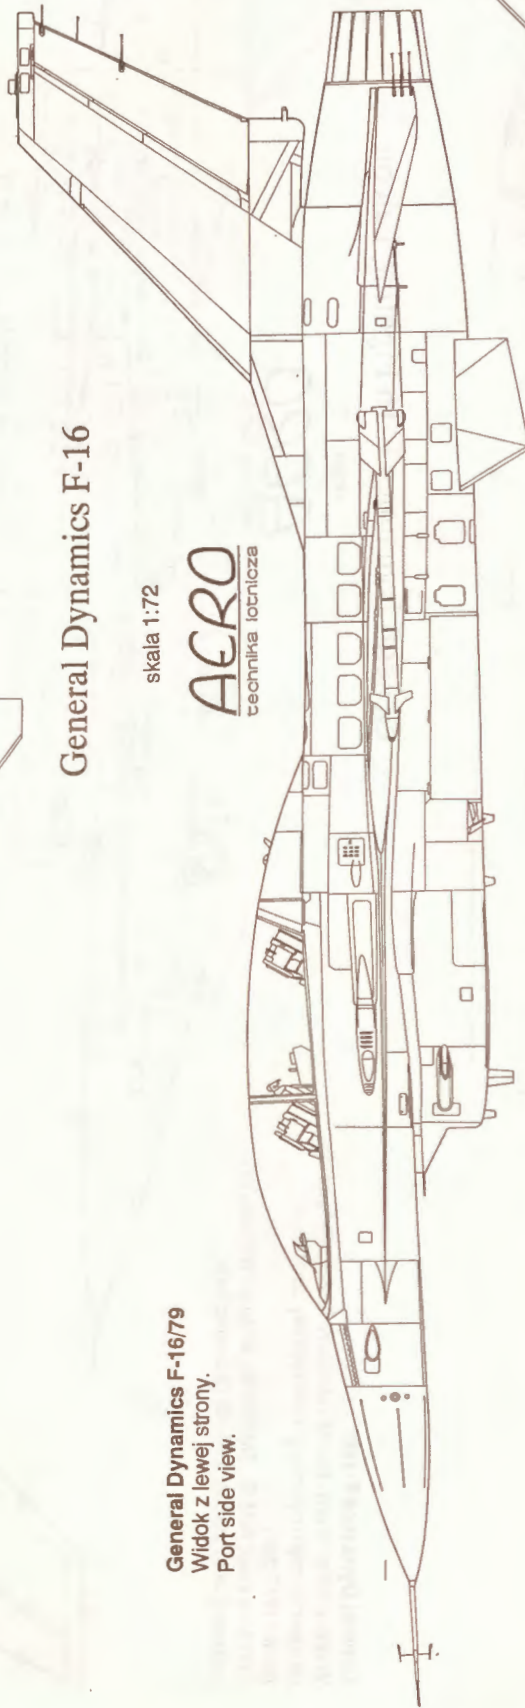 General Dynamics F-16
skala 1:72
AERO
technika lotnicza
General Dynamics F-16/79
Widok z lewej strony.
Port side view.